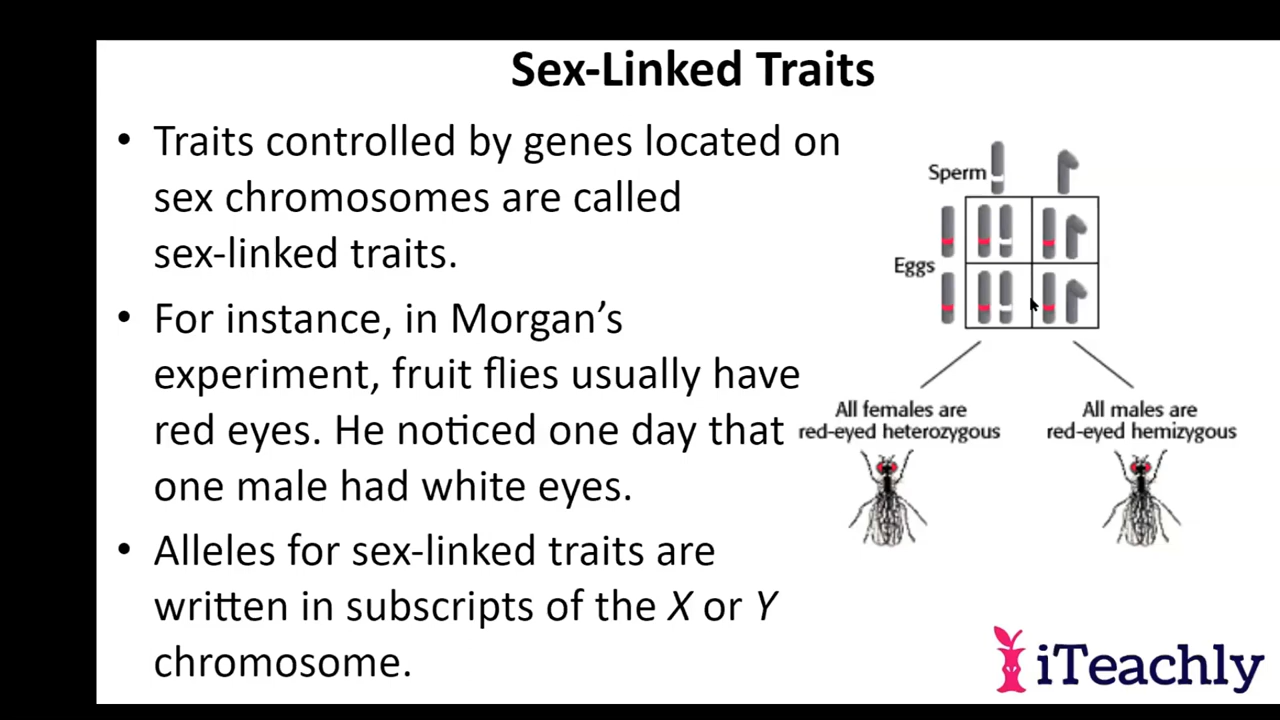 Sex-Linked Traits
• Traits controlled by genes located on
sex chromosomes are called
sex-linked traits.
• For instance, in Morgan’s
experiment, fruit flies usually have
red eyes. He noticed one day that
one male had white eyes.
• Alleles for sex-linked traits are
written in subscripts of the X or Y
chromosome.
Sperm
Eggs
All females are
red-eyed heterozygous
All males are
red-eyed hemizygous
iTeachly